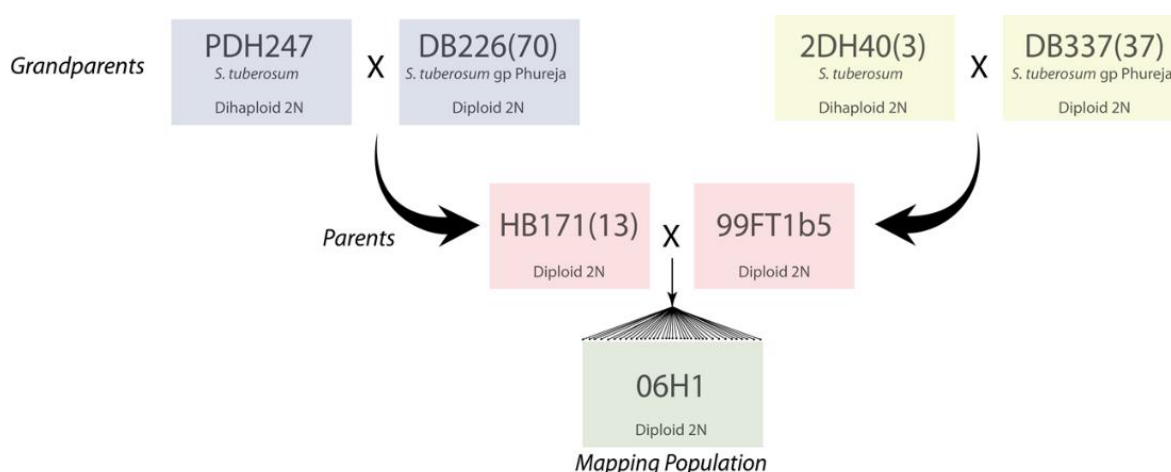 Grandparents
PDH247
S. tuberosum
Dihaploid 2N
X
DB226(70)
S. tuberosum gp Phureja
Diploid 2N
2DH40(3)
S. tuberosum
Dihaploid 2N
X
DB337(37)
S. tuberosum gp Phureja
Diploid 2N
Parents
HB171(13)
Diploid 2N
X
99FT1b5
Diploid 2N
06H1
Diploid 2N
Mapping Population